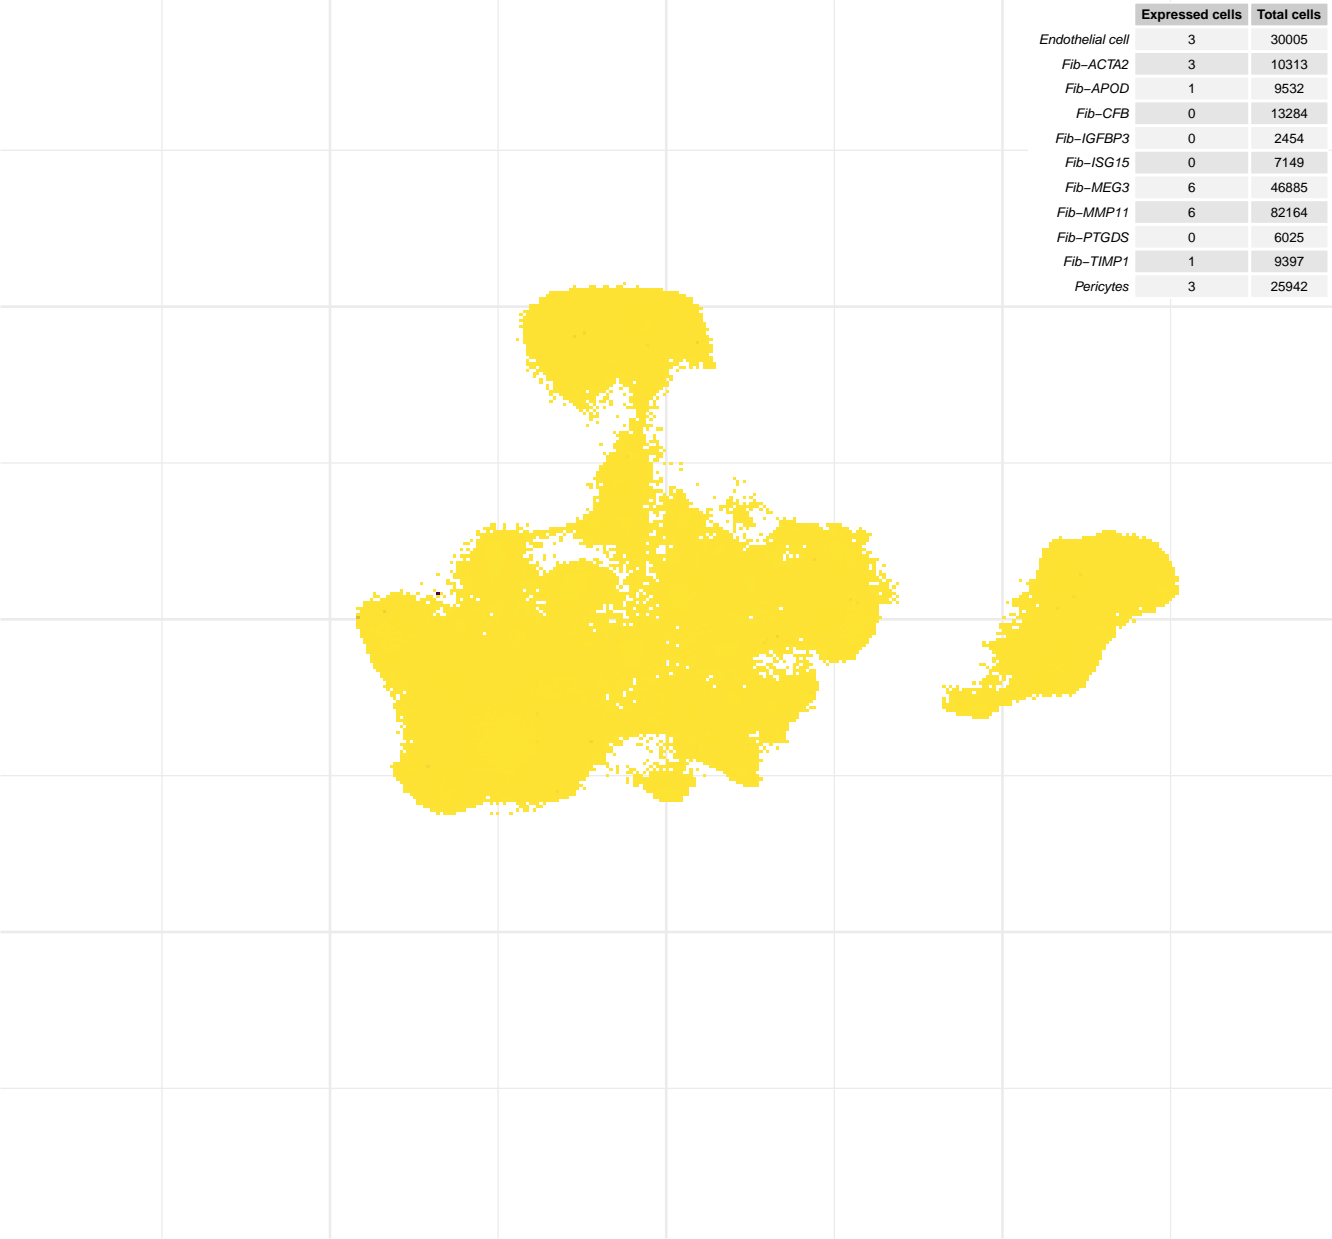 Expressed cells Total cells
Endothelial cell 3 30005
Fib−ACTA2 3 10313
Fib−APOD 1 9532
Fib−CFB 0 13284
Fib−IGFBP3 0 2454
Fib−ISG15 0 7149
Fib−MEG3 6 46885
Fib−MMP11 6 82164
Fib−PTGDS 0 6025
Fib−TIMP1 1 9397
Pericytes 3 25942